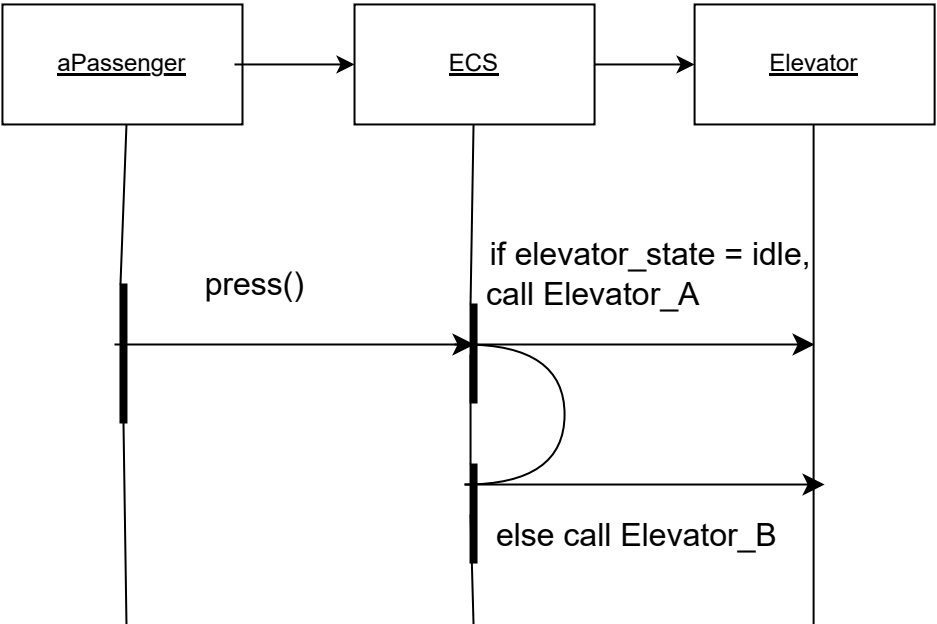 aPassenger
ECS
Elevator
if elevator_state = idle,
call Elevator_A
press()
else call Elevator_B